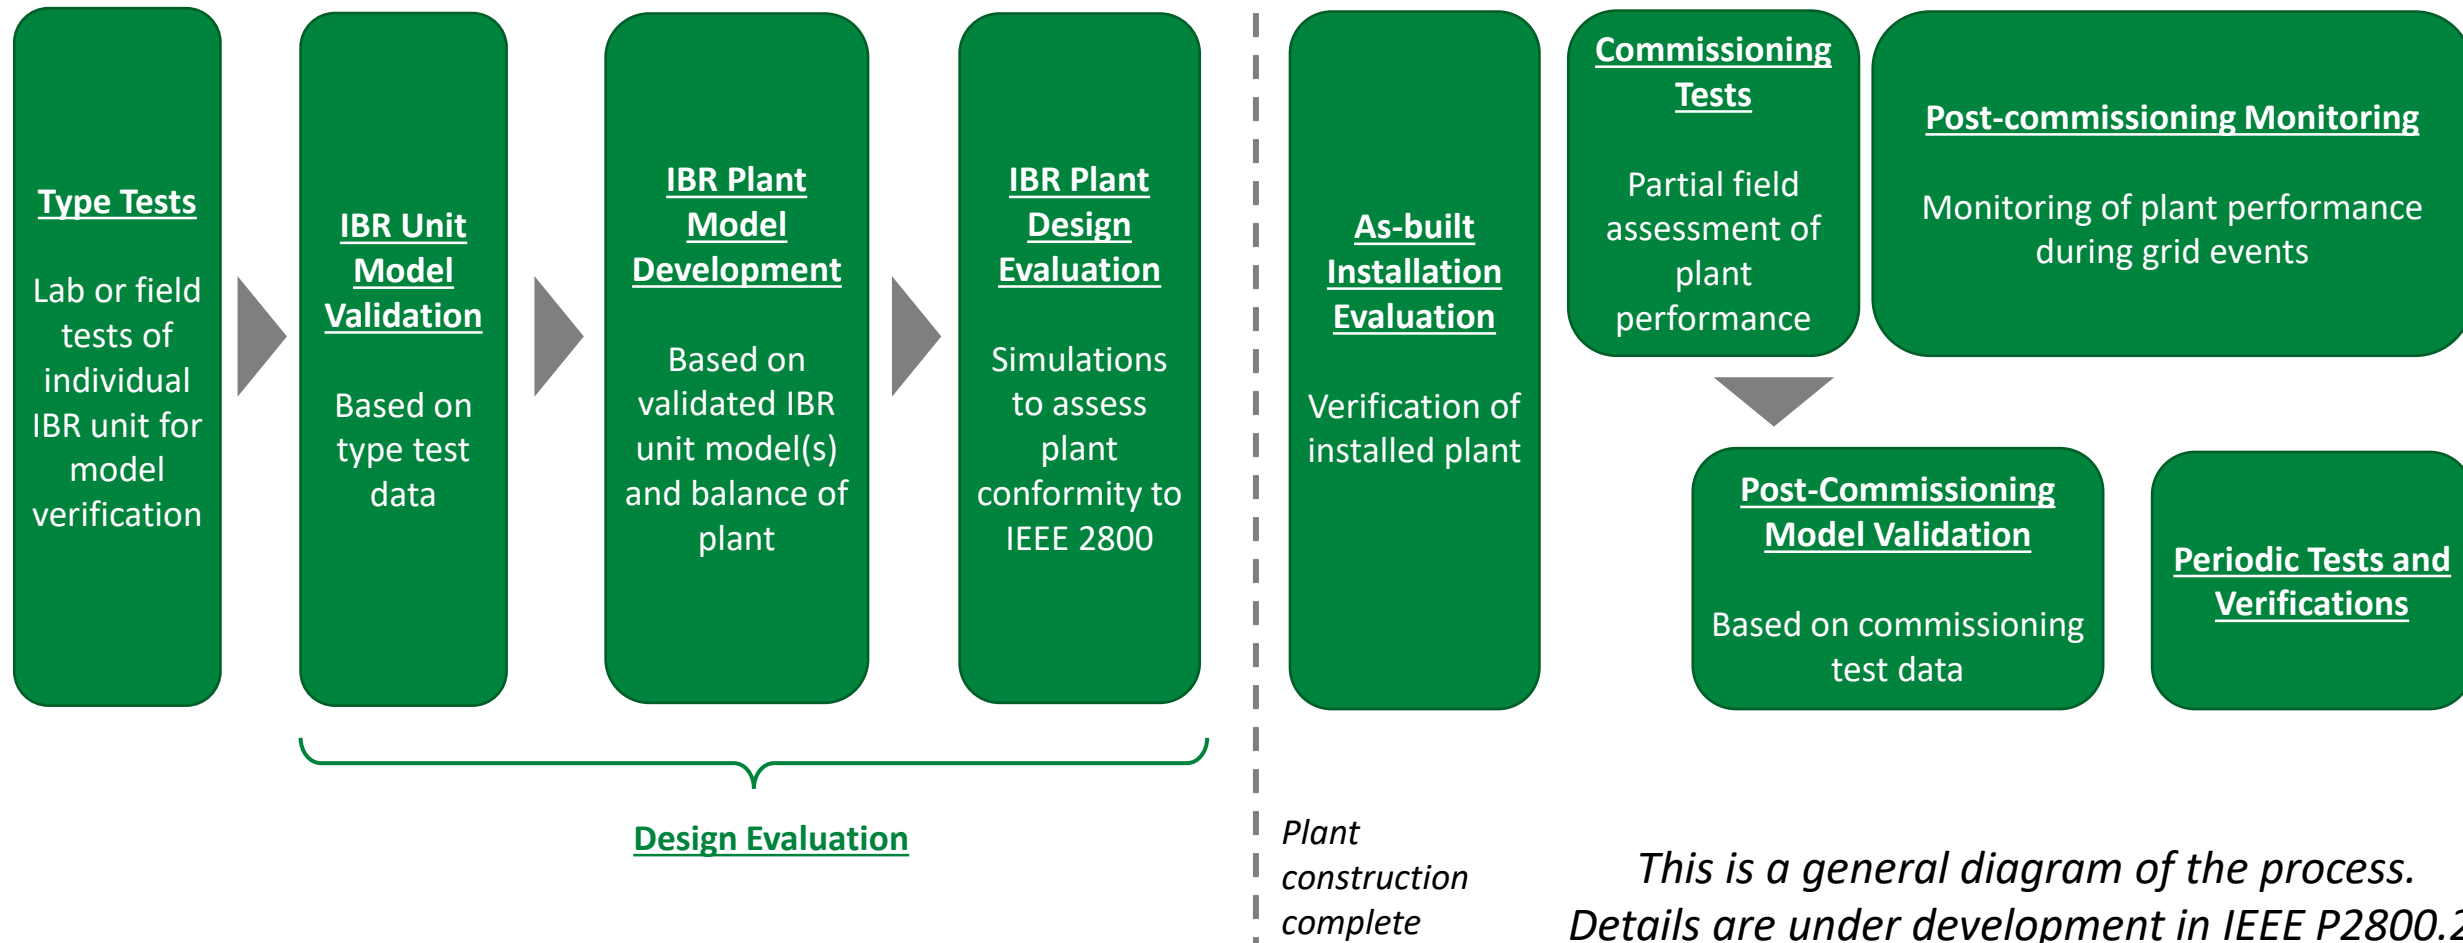 Type Tests
Lab or field
tests of
individual
IBR unit for
model
verification
IBR Unit
Model
Validation
Based on
type test
data
IBR Plant
Model
Development
Based on
validated IBR
unit model(s)
and balance of
plant
IBR Plant
Design
Evaluation
Simulations
to assess
plant
conformity to
IEEE 2800
Design Evaluation
Plant
construction
complete
As-built
Installation
Evaluation
Verification of
installed plant
Commissioning
Tests
Partial field
assessment of
plant
performance
Post-commissioning Monitoring
Monitoring of plant performance
during grid events
Post-Commissioning
Model Validation
Based on commissioning
test data
Periodic Tests and
Verifications
This is a general diagram of the process.
Details are under development in IEEE